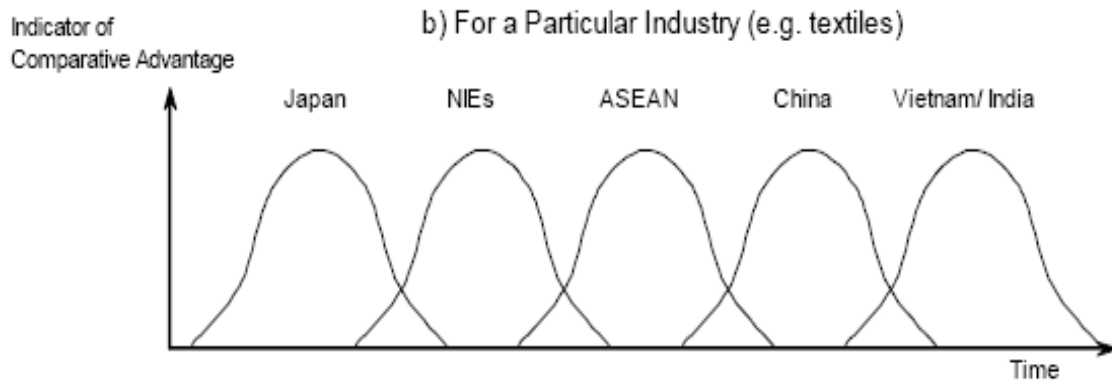 Indicator of
Comparative Advantage
b) For a Particular Industry (e.g. textiles)
Japan NIEs ASEAN China Vietnam/ India
Time